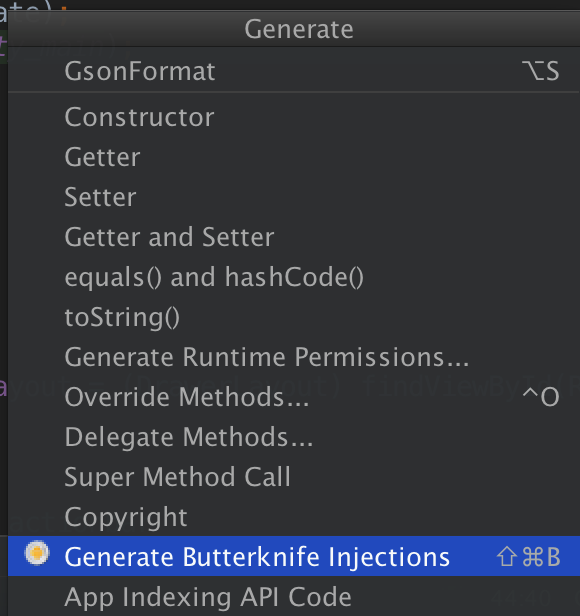 ate);
Generate
GsonFormat ⌥S
Constructor
Getter
Setter
Getter and Setter
equals() and hashCode()
toString()
Generate Runtime Permissions...
Override Methods... ^O
Delegate Methods...
Super Method Call
Copyright
Generate Butterknife Injections ⇧⌘B
App Indexing API Code